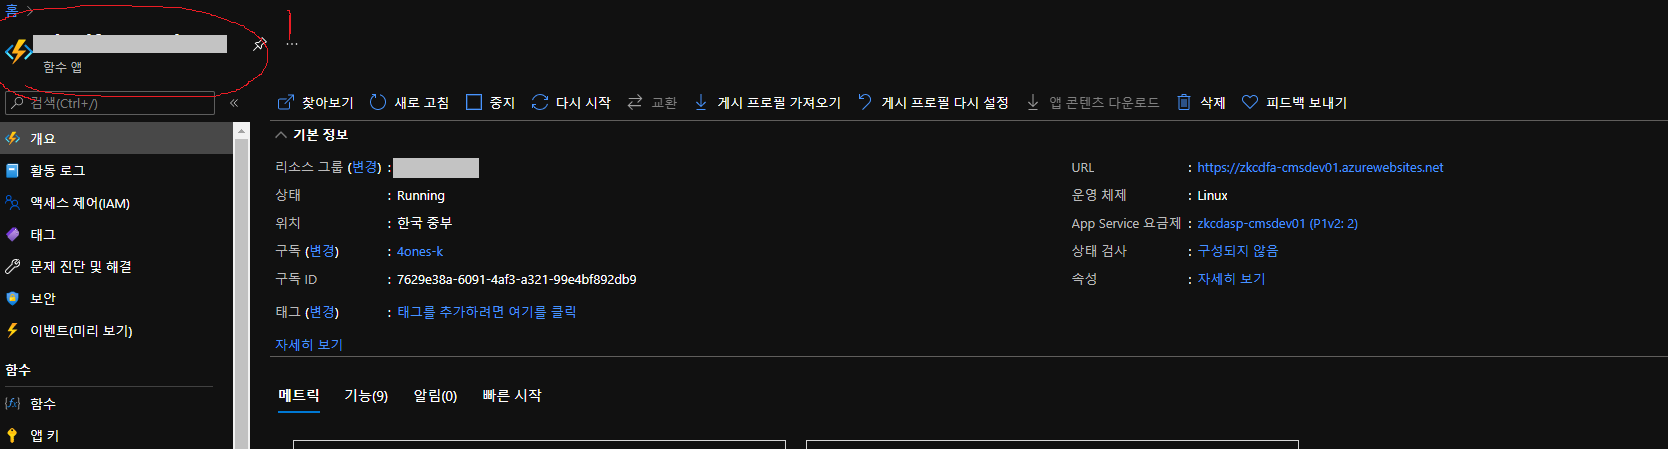 홈 >
...
함수 앱
검색(Ctrl+/)
«
찾아보기 새로 고침 중지 다시 시작 교환 게시 프로필 가져오기 게시 프로필 다시 설정 앱 콘텐츠 다운로드 삭제 피드백 보내기
개요
활동 로그
액세스 제어(IAM)
태그
문제 진단 및 해결
보안
이벤트(미리 보기)
함수
함수
앱 키
기본 정보
리소스 그룹 (변경) :
상태 : Running
위치 : 한국 중부
구독 (변경) : 4ones-k
구독 ID : 7629e38a-6091-4af3-a321-99e4bf892db9
태그 (변경) : 태그를 추가하려면 여기를 클릭
자세히 보기
URL : https://zkcdfa-cmsdev01.azurewebsites.net
운영 체제 : Linux
App Service 요금제 : zkcdasp-cmsdev01 (P1v2: 2)
상태 검사 : 구성되지 않음
속성 : 자세히 보기
메트릭 기능(9) 알림(0) 빠른 시작